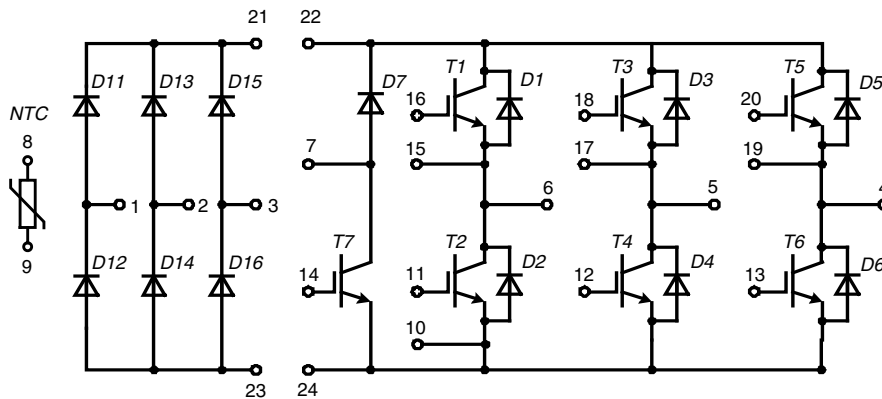 21 22
D11 D13 D15 D7 T1 D1 T3 D3 T5 D5
NTC 16 18 20
8 7 15 17 19
1 2 3 6 5 4
9 D12 D14 D16 T7 T2 D2 T4 D4 T6 D6
14 11 12 13
10
23 24